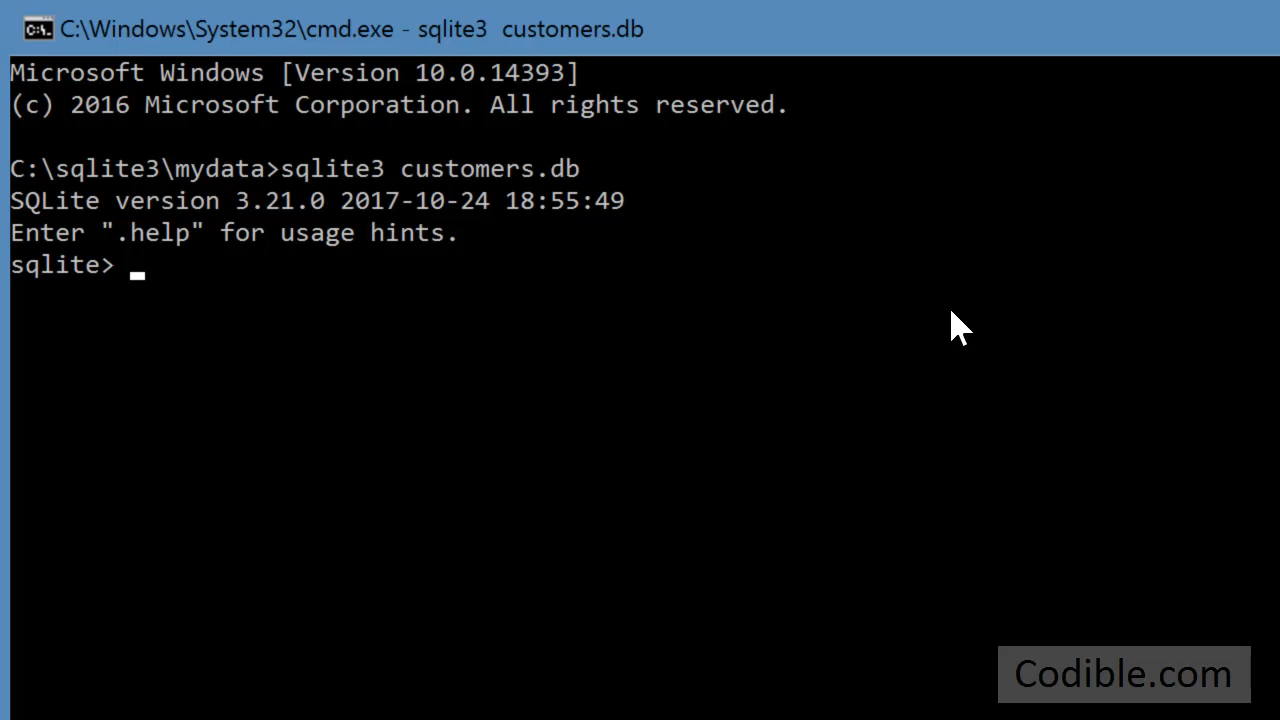 C:\Windows\System32\cmd.exe - sqlite3  customers.db
Microsoft Windows [Version 10.0.14393]
(c) 2016 Microsoft Corporation. All rights reserved.
C:\sqlite3\mydata>sqlite3 customers.db
SQLite version 3.21.0 2017-10-24 18:55:49
Enter ".help" for usage hints.
sqlite>
Codible.com